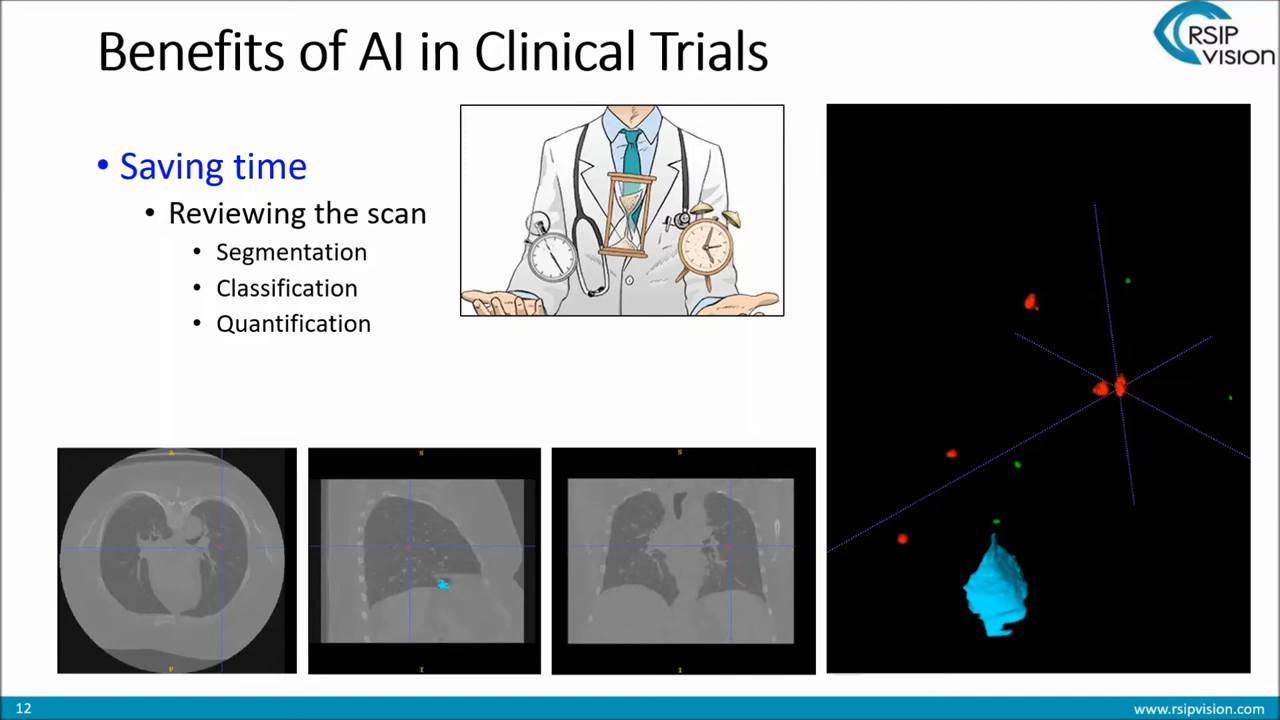 Benefits of AI in Clinical Trials
RSIP
VISION
• Saving time
• Reviewing the scan
• Segmentation
• Classification
• Quantification
A
P
S
I
S
I
12
www.rsipvision.com